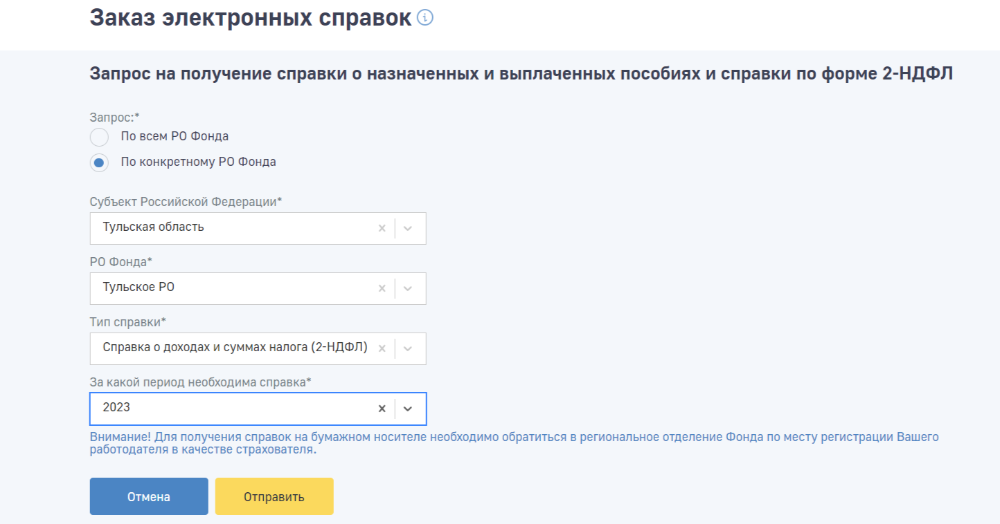 Заказ электронных справок
Запрос на получение справки о назначенных и выплаченных пособиях и справки по форме 2-НДФЛ
Запрос:*
По всем РО Фонда
По конкретному РО Фонда
Субъект Российской Федерации*
Тульская область
РО Фонда*
Тульское РО
Тип справки*
Справка о доходах и суммах налога (2-НДФЛ)
За какой период необходима справка*
2023
Внимание! Для получения справок на бумажном носителе необходимо обратиться в региональное отделение Фонда по месту регистрации Вашего
работодателя в качестве страхователя.
Отмена
Отправить